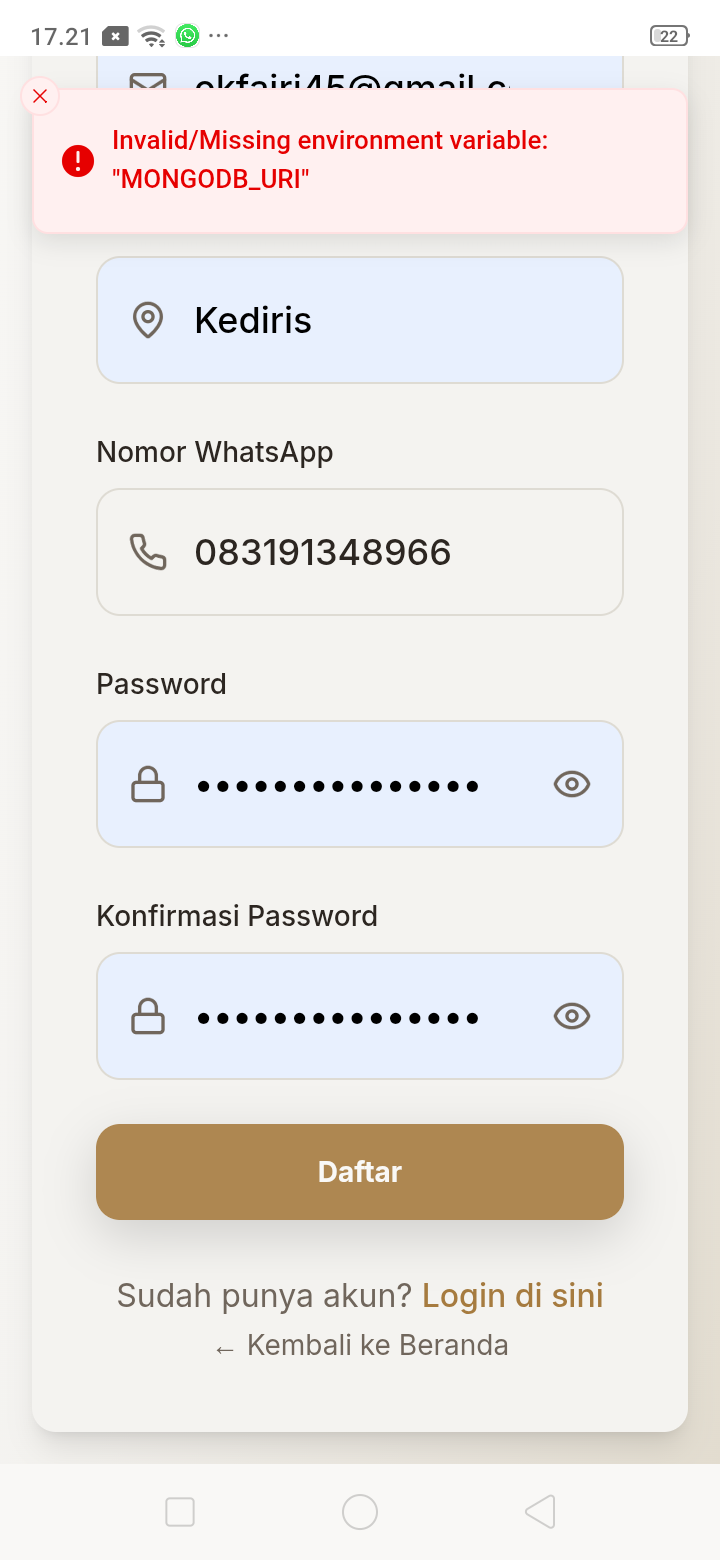 17.21
22
Invalid/Missing environment variable:
"MONGODB_URI"
Kediris
Nomor WhatsApp
083191348966
Password
Konfirmasi Password
Daftar
Sudah punya akun? Login di sini
← Kembali ke Beranda